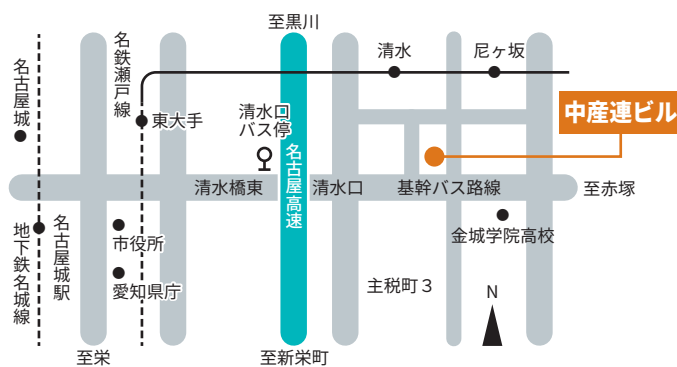 至黒川
名鉄瀬戸線
清水
尼ヶ坂
名古屋城
清水口
バス停
東大手
中産連ビル
名古屋高速
清水橋東
清水口
基幹バス路線
至赤塚
地下鉄名城線
名古屋城駅
市役所
金城学院高校
愛知県庁
主税町3
N
至栄
至新栄町